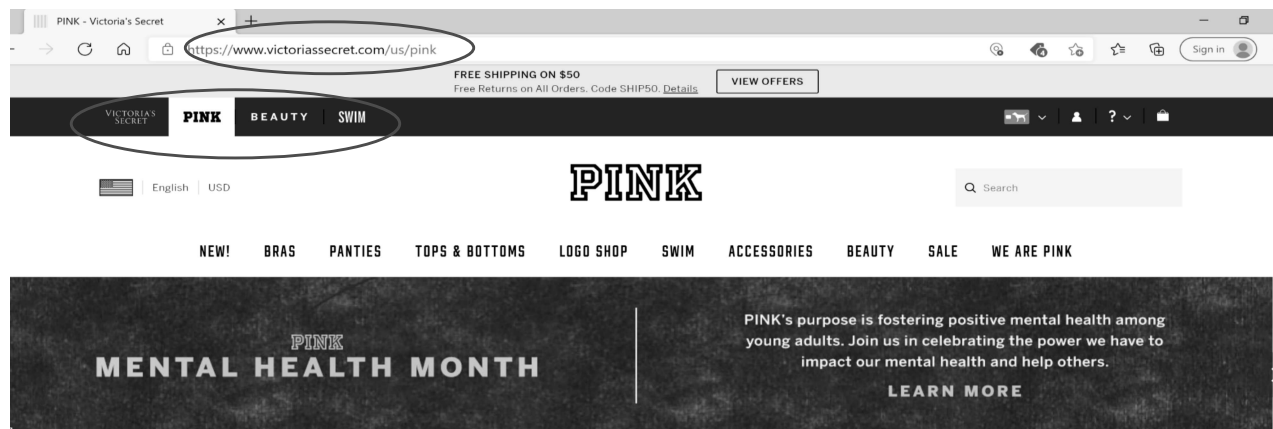 PINK - Victoria's Secret
https://www.victoriassecret.com/us/pink
Sign in
FREE SHIPPING ON $50
Free Returns on All Orders. Code SHIP50. Details
VIEW OFFERS
VICTORIA'S
SECRET
PINK
BEAUTY
SWIM
?
English
USD
PINK
Search
NEW!
BRAS
PANTIES
TOPS & BOTTOMS
LOGO SHOP
SWIM
ACCESSORIES
BEAUTY
SALE
WE ARE PINK
PINK
MENTAL HEALTH MONTH
PINK's purpose is fostering positive mental health among
young adults. Join us in celebrating the power we have to
impact our mental health and help others.
LEARN MORE